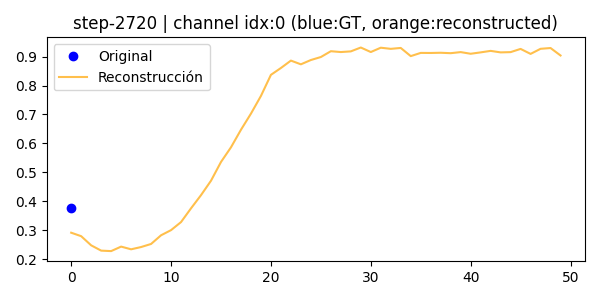 step-2720 | channel idx:0 (blue:GT, orange:reconstructed)
Original
Reconstrucción
0.9
0.8
0.7
0.6
0.5
0.4
0.3
0.2
0 10 20 30 40 50